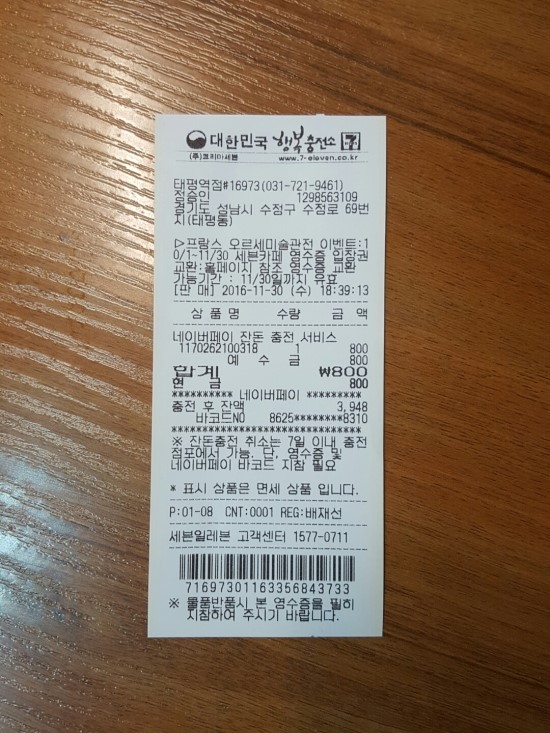 대한민국 행복충전소 7 ELEVEN
(주)코리아세븐 www.7-eleven.co.kr
태평역점#16973(031-721-9461)
정승인 1298563109
경기도 성남시 수정구 수정로 69번
지(태평동)
▷프랑스 오르세미술관전 이벤트:1
0/1~11/30 세븐카페 영수증 입장권
교환:홈페이지 참조 영수증 교환
가능기간 : 11/30일까지 유효
[판 매] 2016-11-30 (수) 18:39:13
상 품 명 수량 금 액
네이버페이 잔돈 충전 서비스
1170262100318 1 800
예 수 금 800
합계 ₩800
현 금 800
********** 네이버페이 *********
충전 후 잔액 3,948
바코드NO 8625********8310
**********************************
※ 잔돈충전 취소는 7일 이내 충전
점포에서 가능. 단, 영수증 및
네이버페이 바코드 지참 필요
* 표시 상품은 면세 상품 입니다.
P:01-08 CNT:0001 REG:배재선
세븐일레븐 고객센터 1577-0711
716973011633568437​33
※ 물품반품시 본 영수증을 필히
지참하여 주시기 바랍니다.